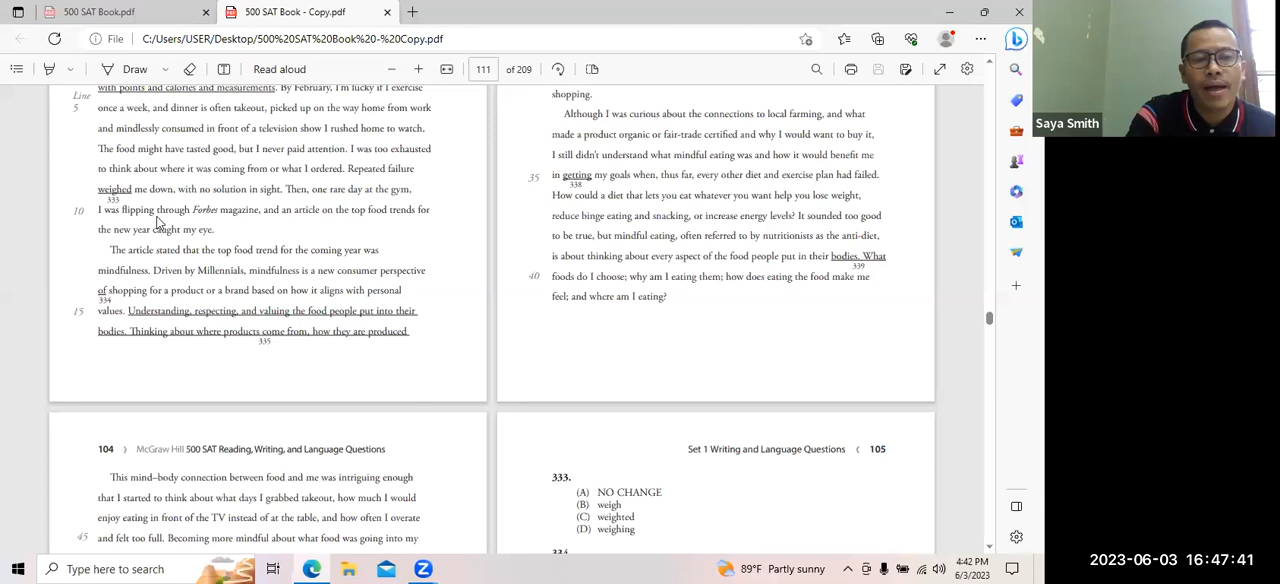 500 SAT Book.pdf
500 SAT Book - Copy.pdf
File
C:/Users/USER/Desktop/500%20SAT%20Book%20-%20Copy.pdf
Draw
Read aloud
111 of 209
Saya Smith
Line
with points and calories and measurements. By February, I'm lucky if I exercise
5 once a week, and dinner is often takeout, picked up on the way home from work
and mindlessly consumed in front of a television show I rushed home to watch.
The food might have tasted good, but I never paid attention. I was too exhausted
to think about where it was coming from or what I ordered. Repeated failure
weighed me down, with no solution in sight. Then, one rare day at the gym,
333
10 I was flipping through Forbes magazine, and an article on the top food trends for
the new year caught my eye.
The article stated that the top food trend for the coming year was
mindfulness. Driven by Millennials, mindfulness is a new consumer perspective
of shopping for a product or a brand based on how it aligns with personal
334
15 values. Understanding, respecting, and valuing the food people put into their
bodies. Thinking about where products come from, how they are produced
335
shopping.
Although I was curious about the connections to local farming, and what
made a product organic or fair-trade certified and why I would want to buy it,
I still didn't understand what mindful eating was and how it would benefit me
35 in getting my goals when, thus far, every other diet and exercise plan had failed.
338
How could a diet that lets you eat whatever you want help you lose weight,
reduce binge eating and snacking, or increase energy levels? It sounded too good
to be true, but mindful eating, often referred to by nutritionists as the anti-diet,
is about thinking about every aspect of the food people put in their bodies. What
339
40 foods do I choose; why am I eating them; how does eating the food make me
feel; and where am I eating?
104 › McGraw Hill 500 SAT Reading, Writing, and Language Questions
This mind–body connection between food and me was intriguing enough
that I started to think about what days I grabbed takeout, how much I would
enjoy eating in front of the TV instead of at the table, and how often I overate
45 and felt too full. Becoming more mindful about what food was going into my
Set 1 Writing and Language Questions ‹ 105
333.
(A) NO CHANGE
(B) weigh
(C) weighted
(D) weighing
334
Type here to search
89°F Partly sunny
4:42 PM
6/3/2023
2023-06-03 16:47:41